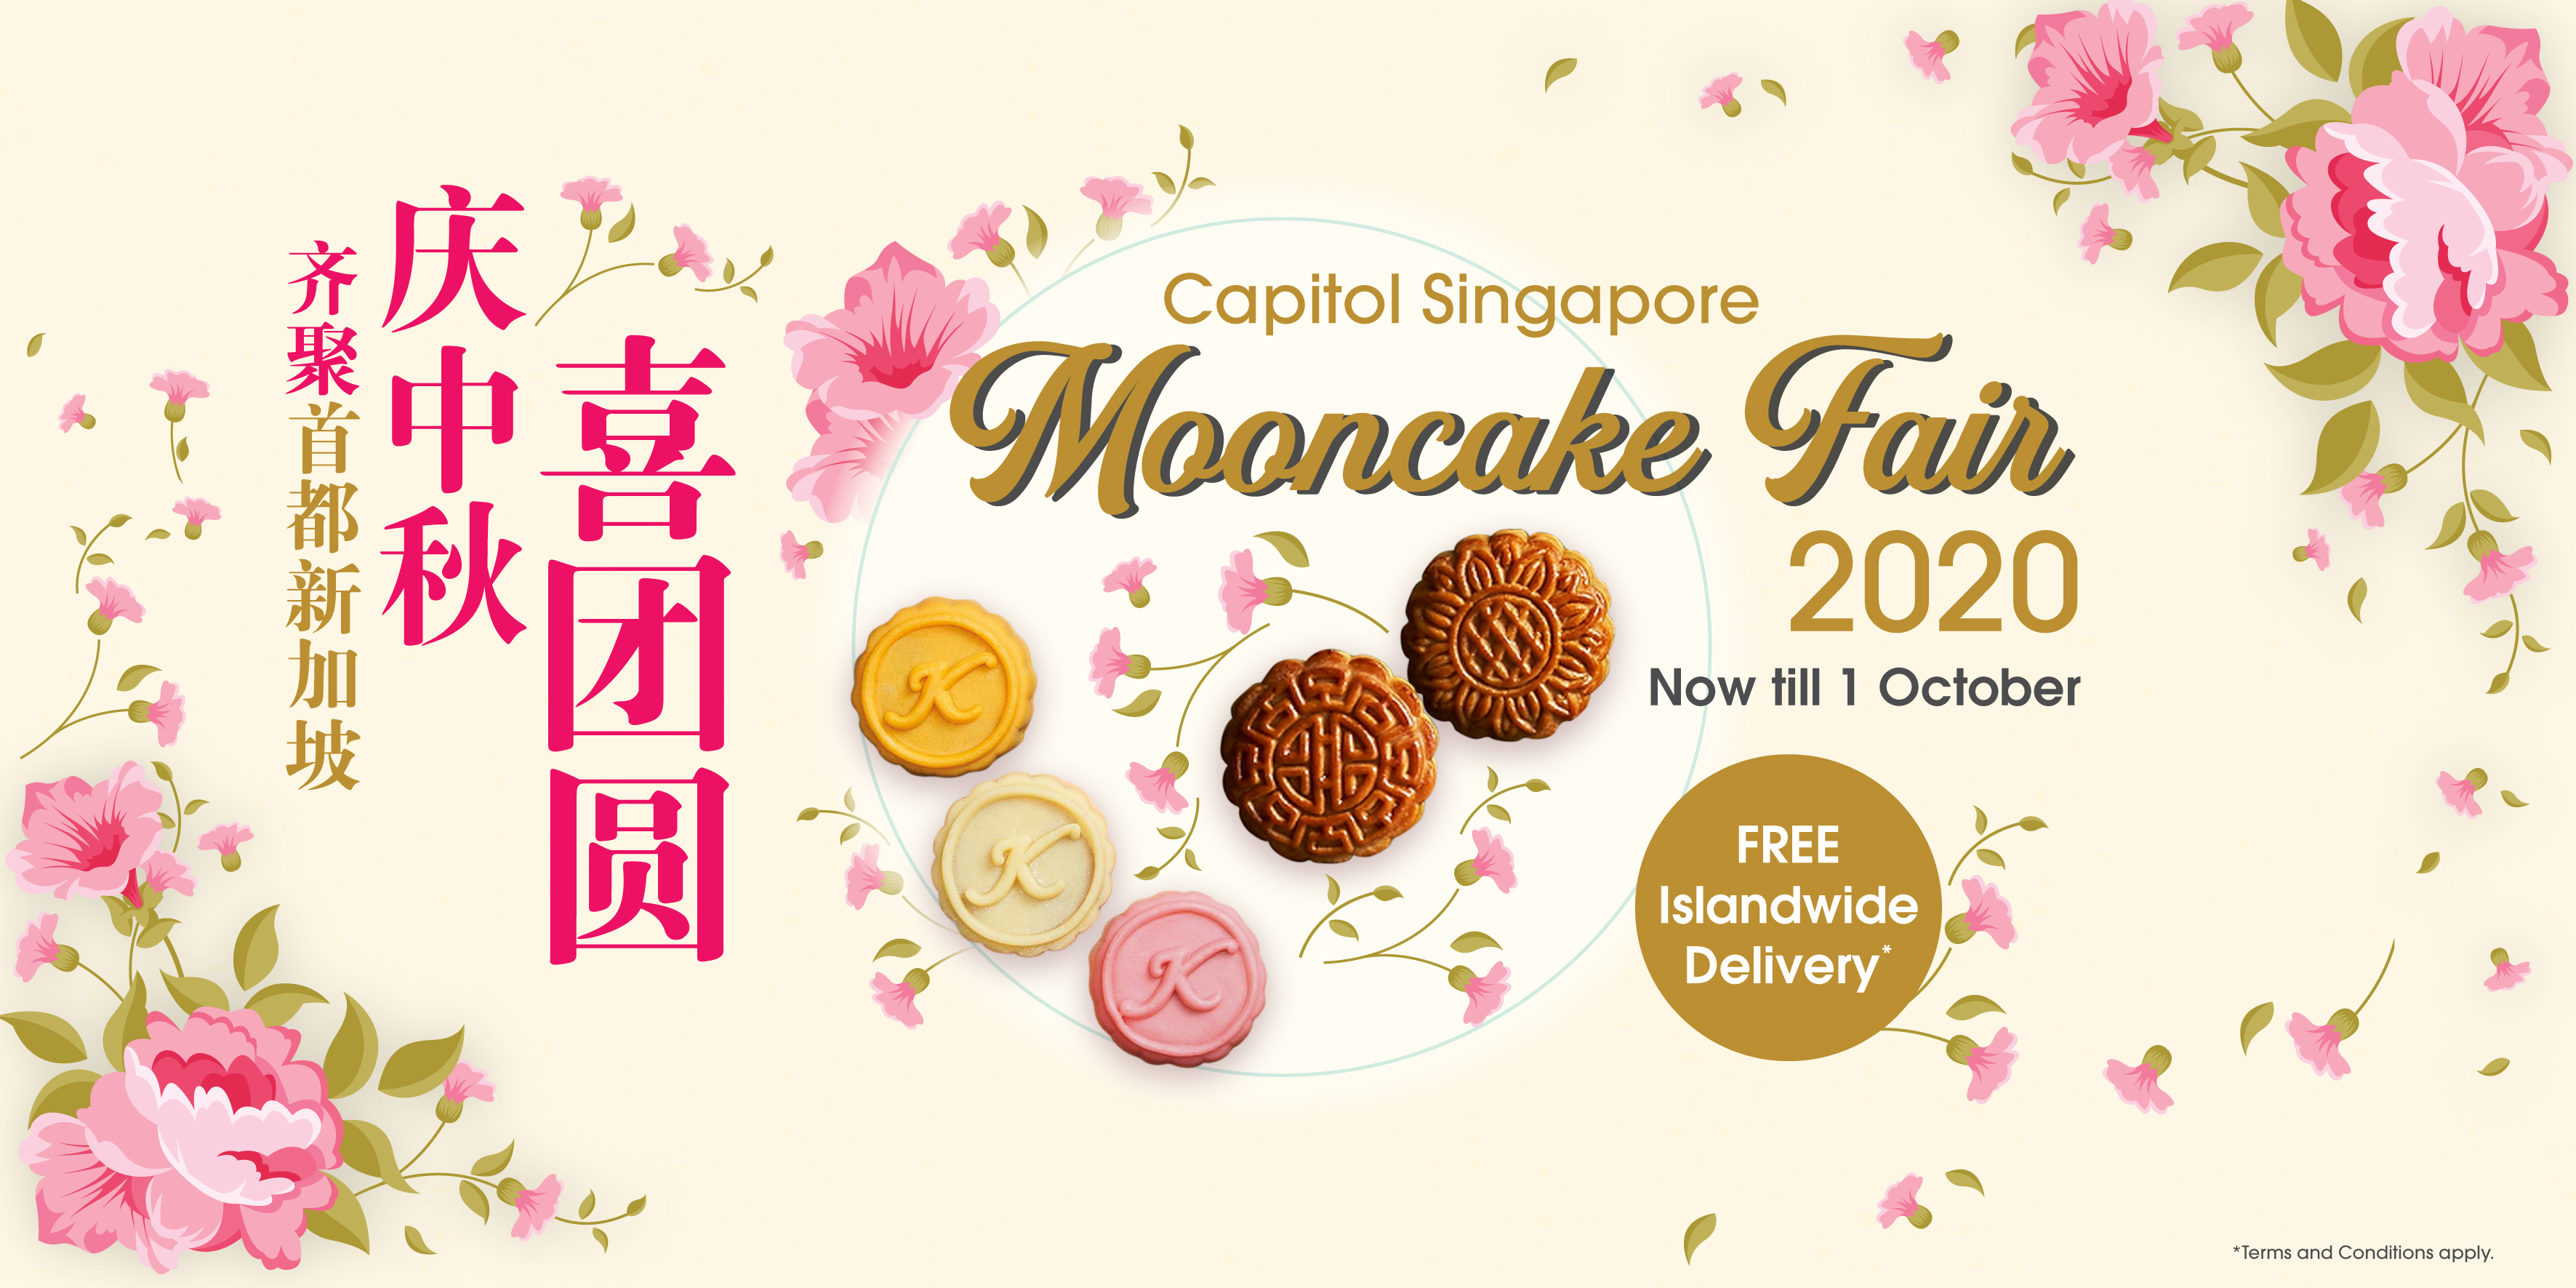 喜团圆
庆中秋
齐聚首都新加坡
Capitol Singapore
Mooncake Fair
2020
Now till 1 October
K
K
K
FREE
Islandwide
Delivery*
*Terms and Conditions apply.